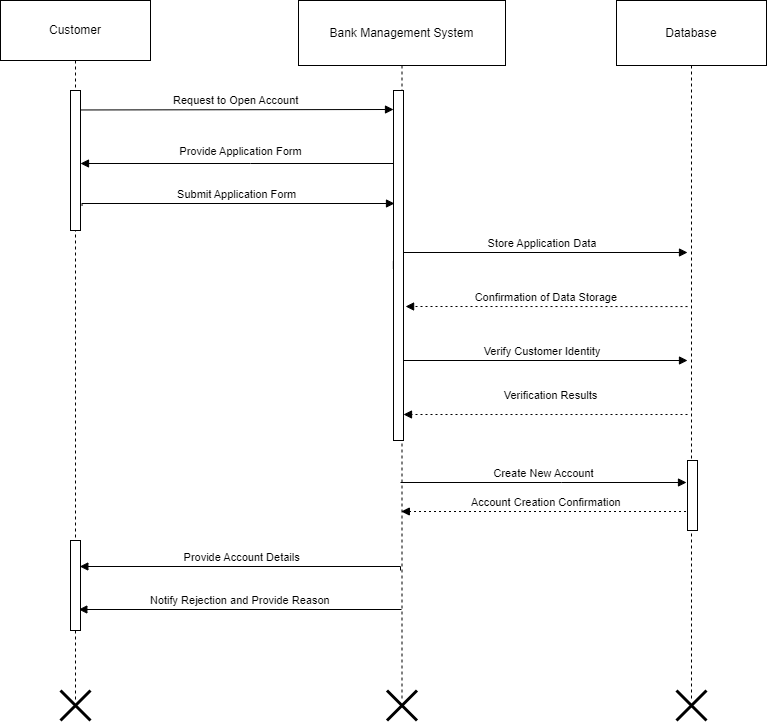 Customer
Bank Management System
Database
Request to Open Account
Provide Application Form
Submit Application Form
Store Application Data
Confirmation of Data Storage
Verify Customer Identity
Verification Results
Create New Account
Account Creation Confirmation
Provide Account Details
Notify Rejection and Provide Reason